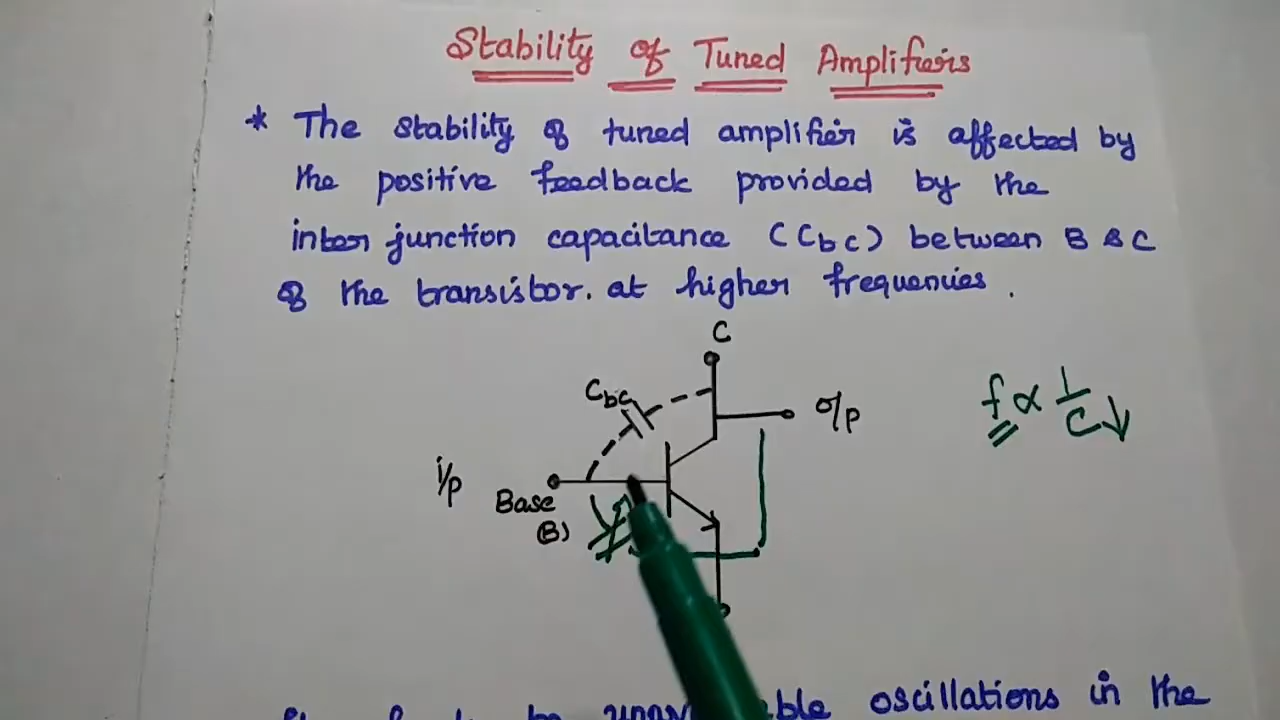 Stability of Tuned Amplifiers
* The stability of tuned amplifier is affected by
the positive feedback provided by the
inter junction capacitance (Cbc) between B & C
of the transistor. at higher frequencies.
C
Cbc
o/p
f ∝ 1/C ↓
i/p
Base
(B)
oscillations in the